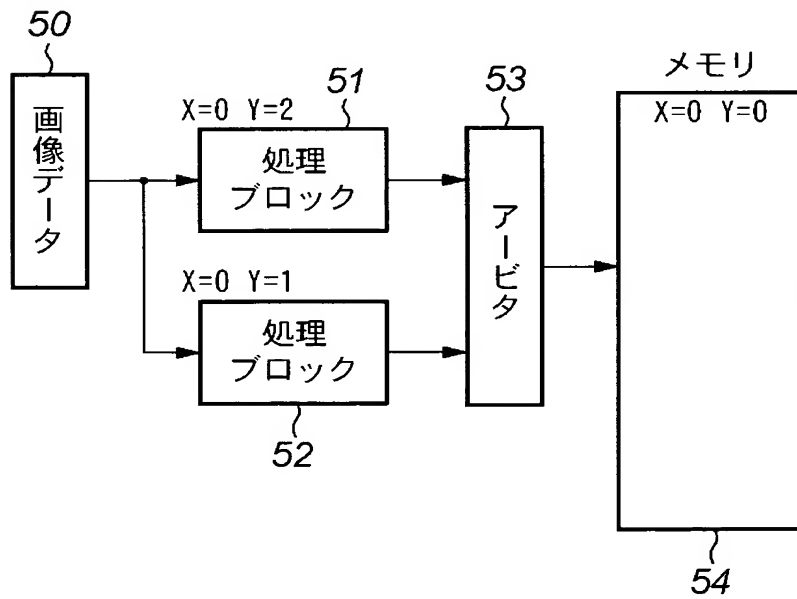 50
画像データ
X=0 Y=2
51
処理
ブロック
X=0 Y=1
処理
ブロック
52
53
アービタ
メモリ
X=0 Y=0
54